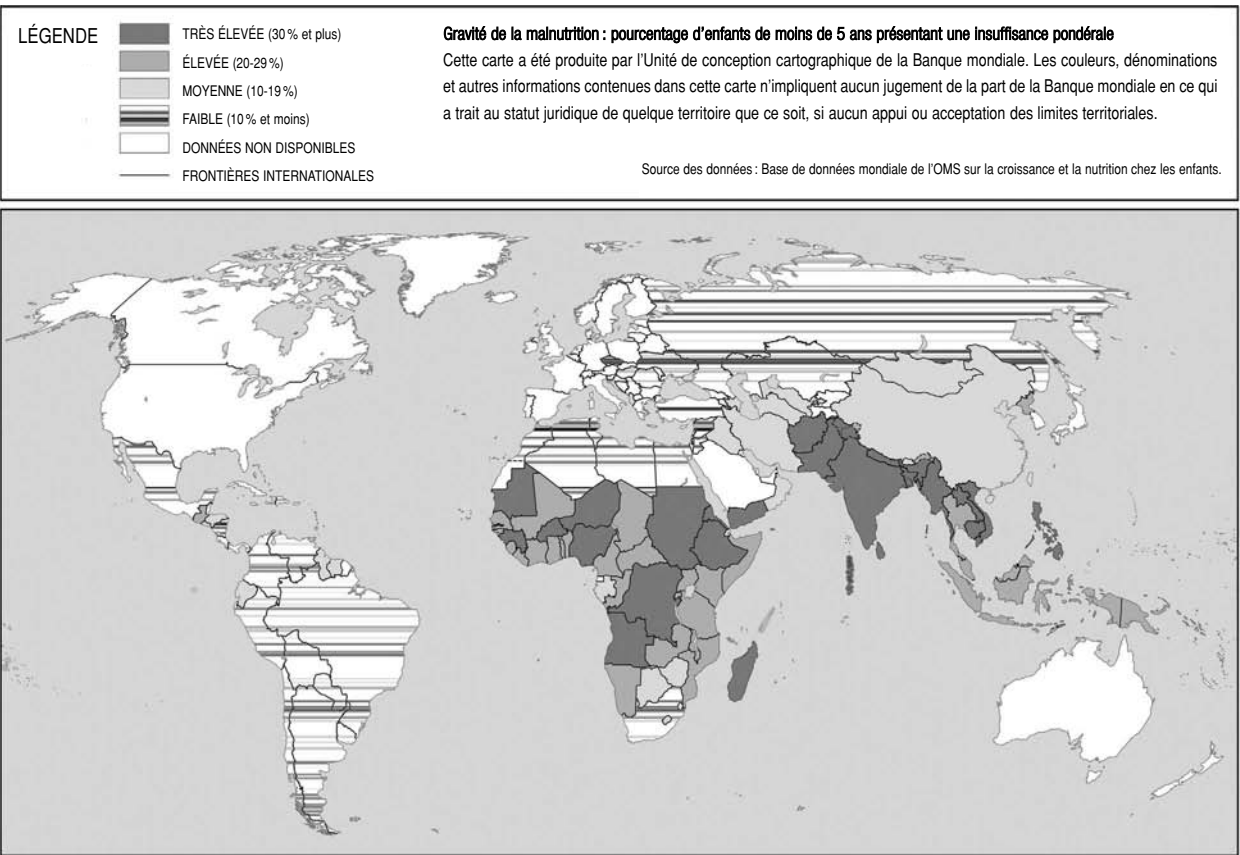 LÉGENDE
TRÈS ÉLEVÉE (30 % et plus)
ÉLEVÉE (20-29 %)
MOYENNE (10-19 %)
FAIBLE (10 % et moins)
DONNÉES NON DISPONIBLES
FRONTIÈRES INTERNATIONALES
Gravité de la malnutrition : pourcentage d'enfants de moins de 5 ans présentant une insuffisance pondérale
Cette carte a été produite par l'Unité de conception cartographique de la Banque mondiale. Les couleurs, dénominations
et autres informations contenues dans cette carte n'impliquent aucun jugement de la part de la Banque mondiale en ce qui
a trait au statut juridique de quelque territoire que ce soit, si aucun appui ou acceptation des limites territoriales.
Source des données : Base de données mondiale de l'OMS sur la croissance et la nutrition chez les enfants.